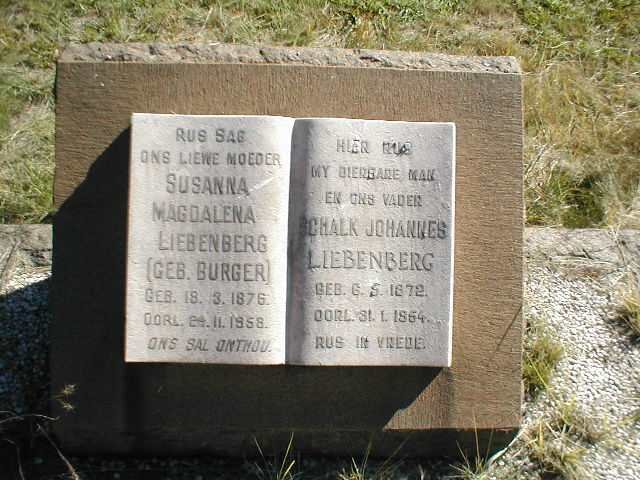 RUS SAG
ONS LIEWE MOEDER
SUSANNA
MAGDALENA
LIEBENBERG
(GEB. BURGER)
GEB. 18. 3. 1876.
OORL. 24. 11. 1958.
ONS SAL ONTHOU.
HIER RUS
MY DIERBARE MAN
EN ONS VADER
SCHALK JOHANNES
LIEBENBERG
GEB. 6. 5. 1872.
OORL. 31. 1. 1954.
RUS IN VREDE.